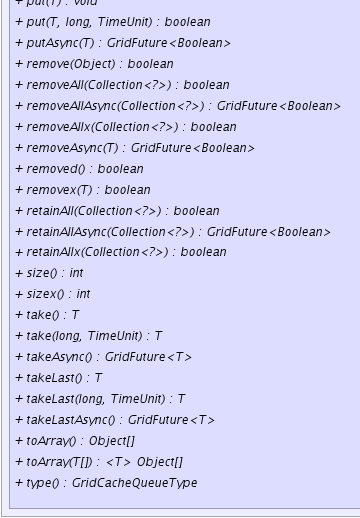 + put(T) : void
+ put(T, long, TimeUnit) : boolean
+ putAsync(T) : GridFuture<Boolean>
+ remove(Object) : boolean
+ removeAll(Collection<?>) : boolean
+ removeAllAsync(Collection<?>) : GridFuture<Boolean>
+ removeAllx(Collection<?>) : boolean
+ removeAsync(T) : GridFuture<Boolean>
+ removed() : boolean
+ removex(T) : boolean
+ retainAll(Collection<?>) : boolean
+ retainAllAsync(Collection<?>) : GridFuture<Boolean>
+ retainAllx(Collection<?>) : boolean
+ size() : int
+ sizex() : int
+ take() : T
+ take(long, TimeUnit) : T
+ takeAsync() : GridFuture<T>
+ takeLast() : T
+ takeLast(long, TimeUnit) : T
+ takeLastAsync() : GridFuture<T>
+ toArray() : Object[]
+ toArray(T[]) : <T> Object[]
+ type() : GridCacheQueueType